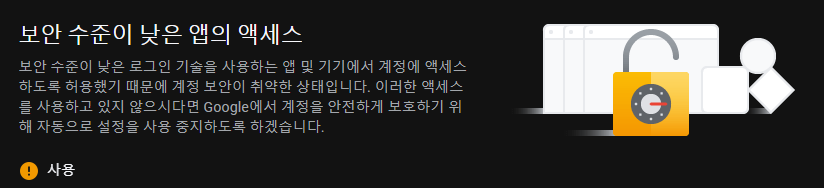 보안 수준이 낮은 앱의 액세스
보안 수준이 낮은 로그인 기술을 사용하는 앱 및 기기에서 계정에 액세스
하도록 허용했기 때문에 계정 보안이 취약한 상태입니다. 이러한 액세스
를 사용하고 있지 않으시다면 Google에서 계정을 안전하게 보호하기 위
해 자동으로 설정을 사용 중지하도록 하겠습니다.
사용